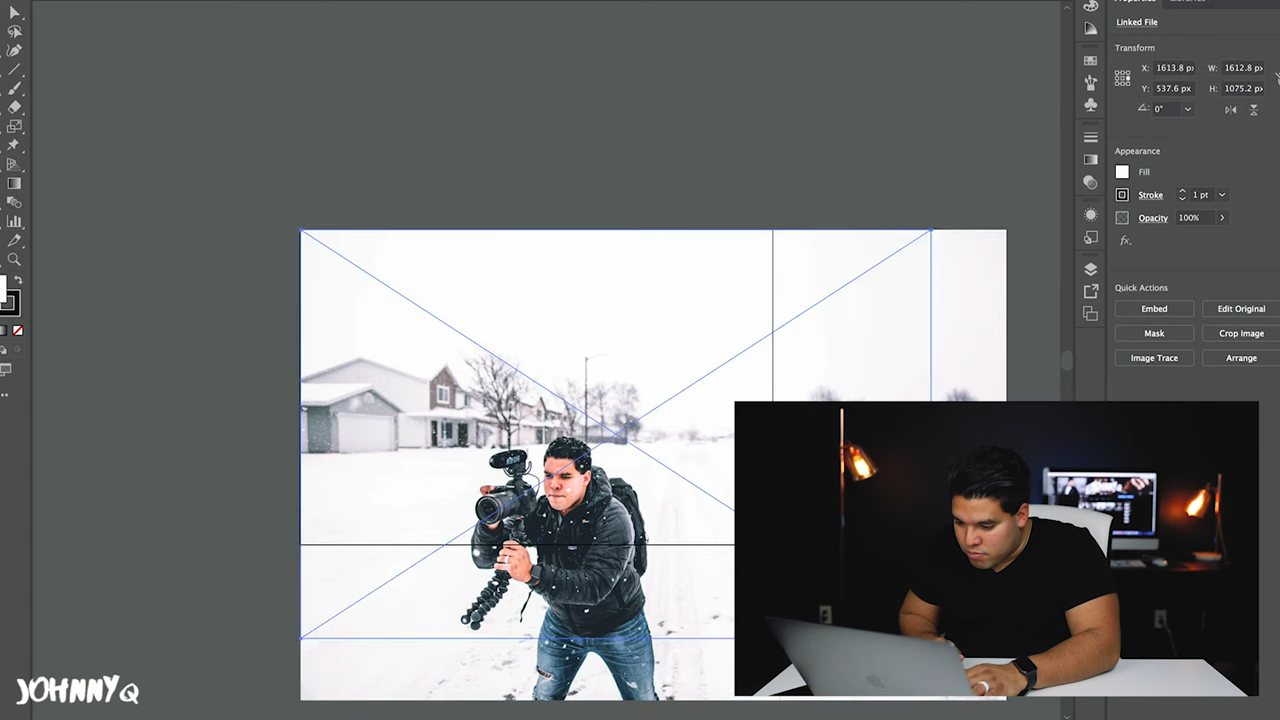 Linked File
Transform
X: 1613.8 px W: 1612.8 px
Y: 537.6 px H: 1075.2 px
0°
Appearance
Fill
Stroke 1 pt
Opacity 100%
fx.
Quick Actions
Embed Edit Original
Mask Crop Image
Image Trace Arrange
JOHNNY Q